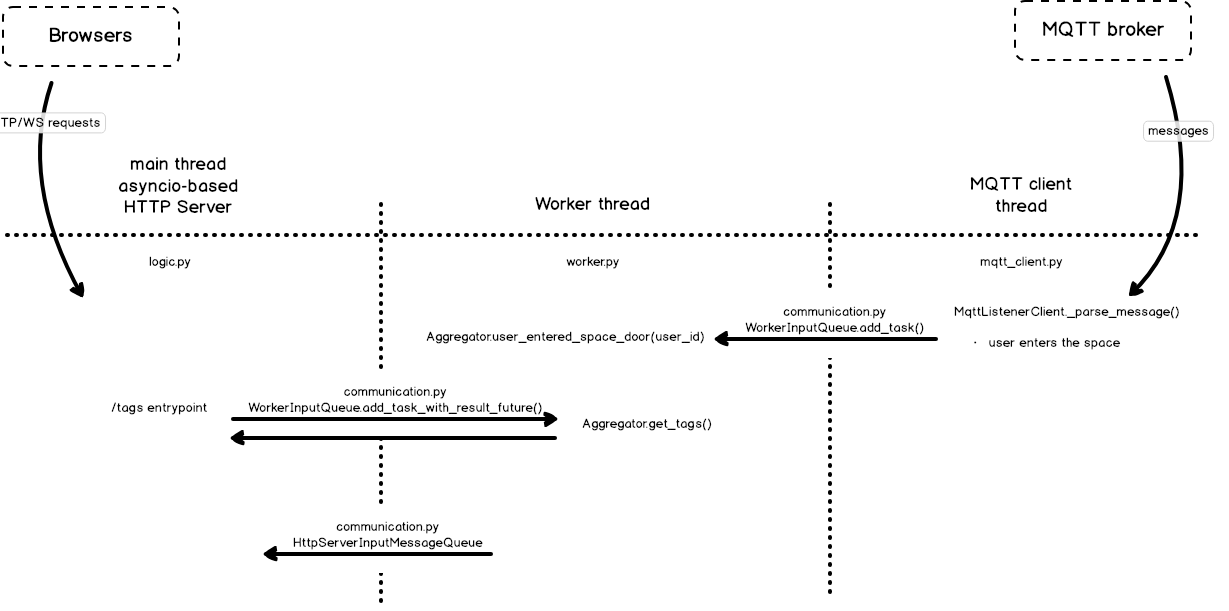 Browsers
MQTT broker
TP/WS requests
messages
main thread
asyncio-based
HTTP Server
Worker thread
MQTT client
thread
logic.py
worker.py
mqtt_client.py
communication.py
WorkerInputQueue.add_task()
MqttListenerClient._parse_message()
Aggregator.user_entered_space_door(user_id)
· user enters the space
communication.py
/tags entrypoint
WorkerInputQueue.add_task_with_result_future()
Aggregator.get_tags()
communication.py
HttpServerInputMessageQueue